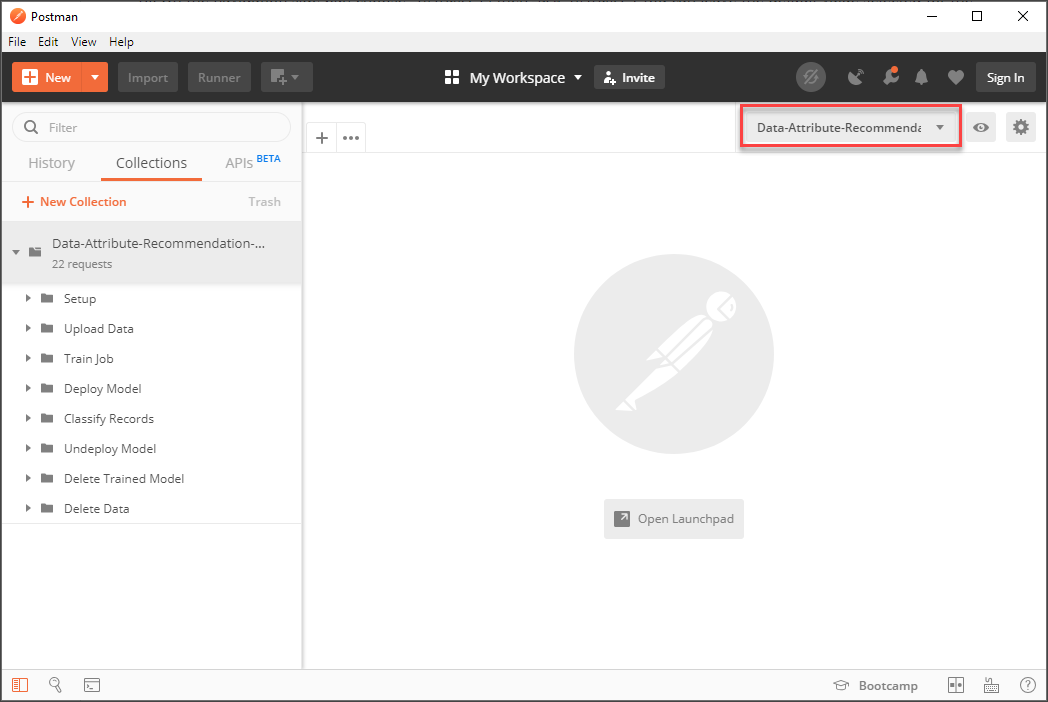 Postman
File Edit View Help
New Import Runner My Workspace Invite Sign In
Filter
Data-Attribute-Recommenda
History Collections APIs BETA
New Collection Trash
Data-Attribute-Recommendation-...
22 requests
Setup
Upload Data
Train Job
Deploy Model
Classify Records
Undeploy Model
Delete Trained Model
Delete Data
Open Launchpad
Bootcamp